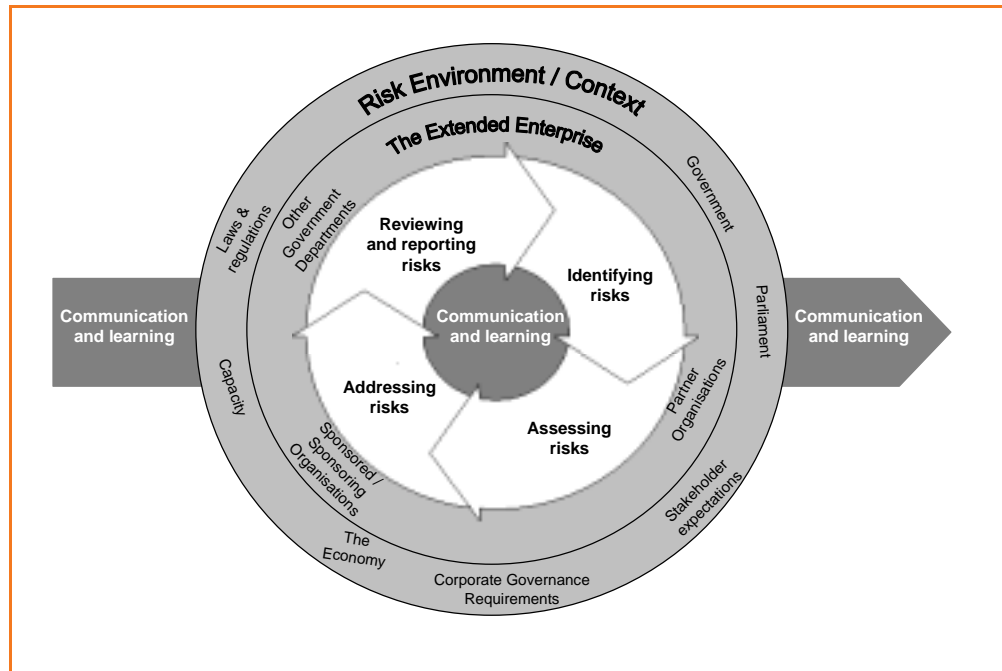 Risk Environment / Context
The Extended Enterprise
Government
Laws &
regulations
Other
Government
Departments
Reviewing
and reporting
risks
Identifying
risks
Communication
and learning
Communication
and learning
Communication
and learning
Parliament
Capacity
Addressing
risks
Partner
Organisations
Assessing
risks
Sponsored /
Sponsoring
Organisations
Stakeholder
expectations
The
Economy
Corporate Governance
Requirements